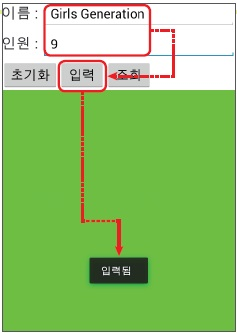 이름 : Girls Generation
인원 : 9
초기화 입력 조회
입력됨